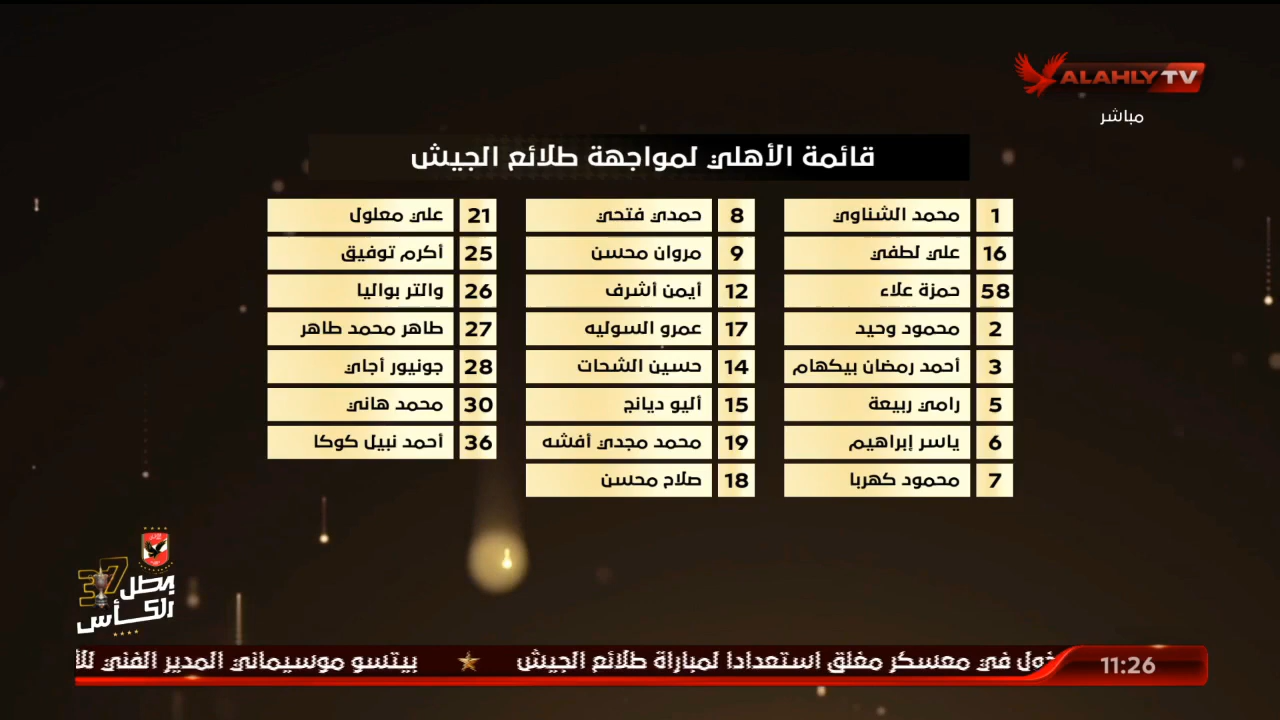 ALAHLY TV
مباشر
قائمة الأهلي لمواجهة طلائع الجيش
1 محمد الشناوي
16 علي لطفي
58 حمزة علاء
2 محمود وحيد
3 أحمد رمضان بيكهام
5 رامي ربيعة
6 ياسر إبراهيم
7 محمود كهربا
8 حمدي فتحي
9 مروان محسن
12 أيمن أشرف
17 عمرو السوليه
14 حسين الشحات
15 أليو ديانج
19 محمد مجدي أفشه
18 صلاح محسن
21 علي معلول
25 أكرم توفيق
26 والتر بواليا
27 طاهر محمد طاهر
28 جونيور أجاي
30 محمد هاني
36 أحمد نبيل كوكا
37 بطل
الكأس
11:26 في معسكر مغلق استعدادا لمباراة طلائع الجيش بيتسو موسيماني المدير الفني